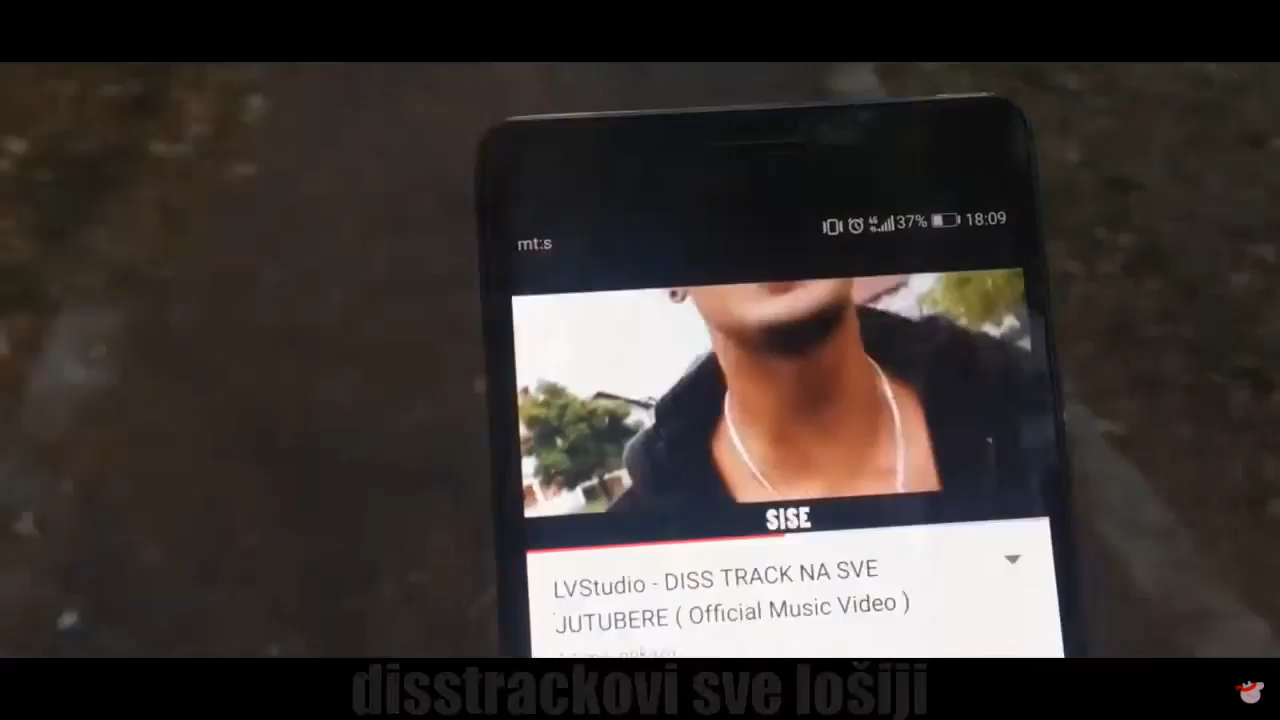 mt:s
37% 18:09
SISE
LVStudio - DISS TRACK NA SVE
JUTUBERE ( Official Music Video )
disstrackovi sve lošiji